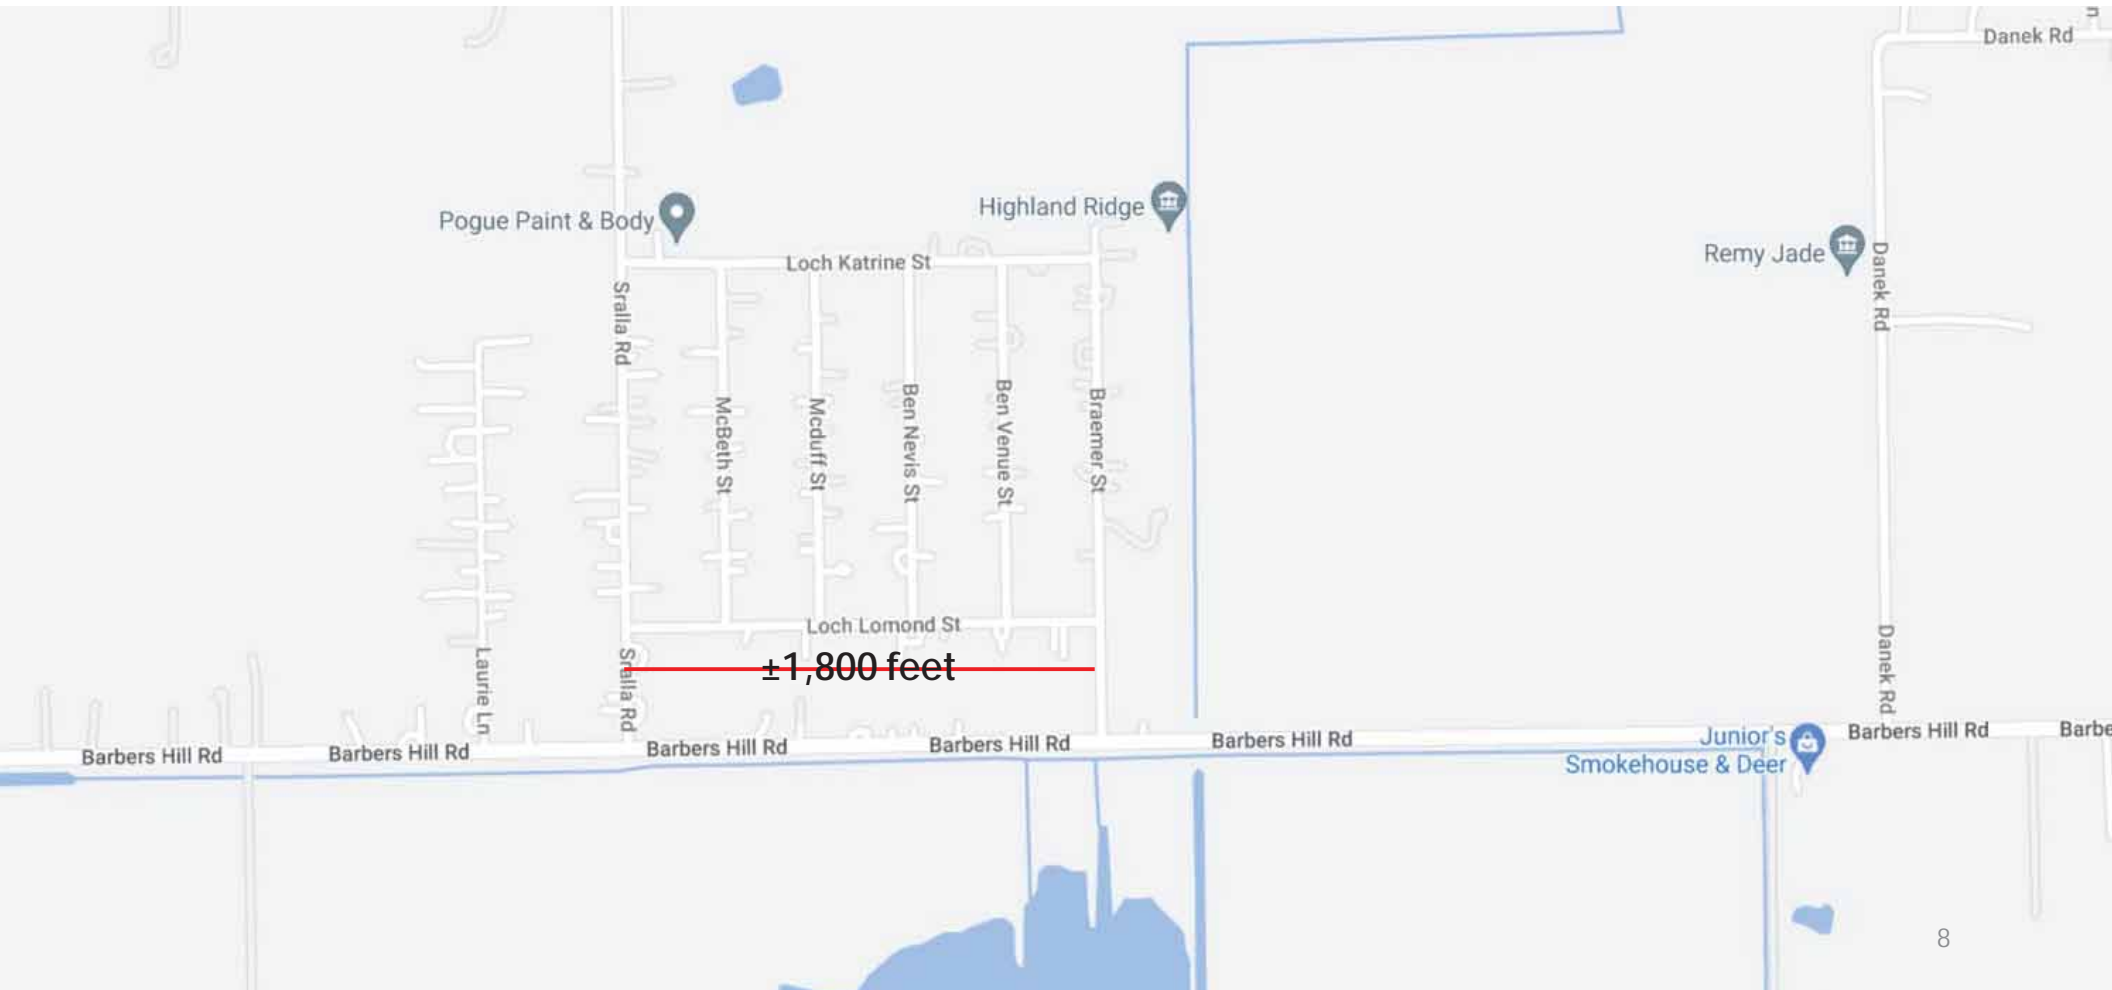 Danek Rd
n
Pogue Paint & Body
Highland Ridge
Remy Jade
Loch Katrine St
Sralla Rd
Danek Rd
McBeth St
Mcduff St
Ben Nevis St
Ben Venue St
Braemer St
Loch Lomond St
±1,800 feet
Laurie Ln
Sralla Rd
Danek Rd
Barbers Hill Rd
Barbers Hill Rd
Barbers Hill Rd
Barbers Hill Rd
Barbers Hill Rd
Junior's
Smokehouse & Deer
Barbers Hill Rd
Barbe
8